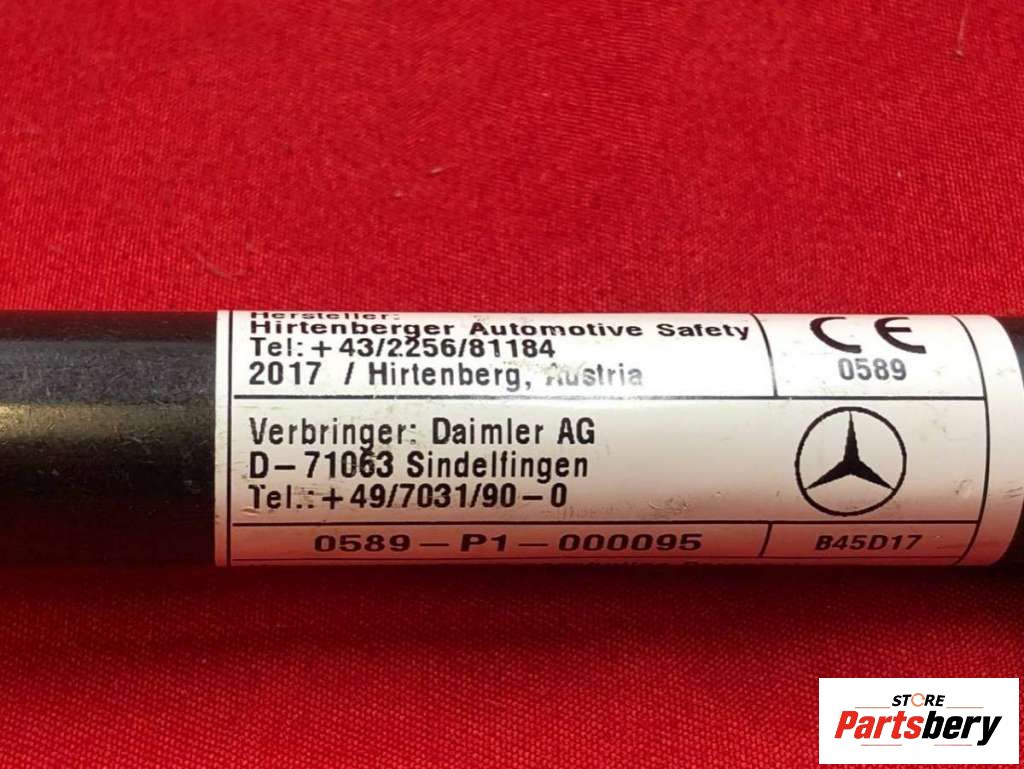 Hersteller:
Hirtenberger Automotive Safety
Tel:+43/2256/81184
2017 / Hirtenberg, Austria
CE
0589
Verbringer: Daimler AG
D-71063 Sindelfingen
Tel.:+49/7031/90-0
0589-P1-000095
B45D17
STORE
Partsbery